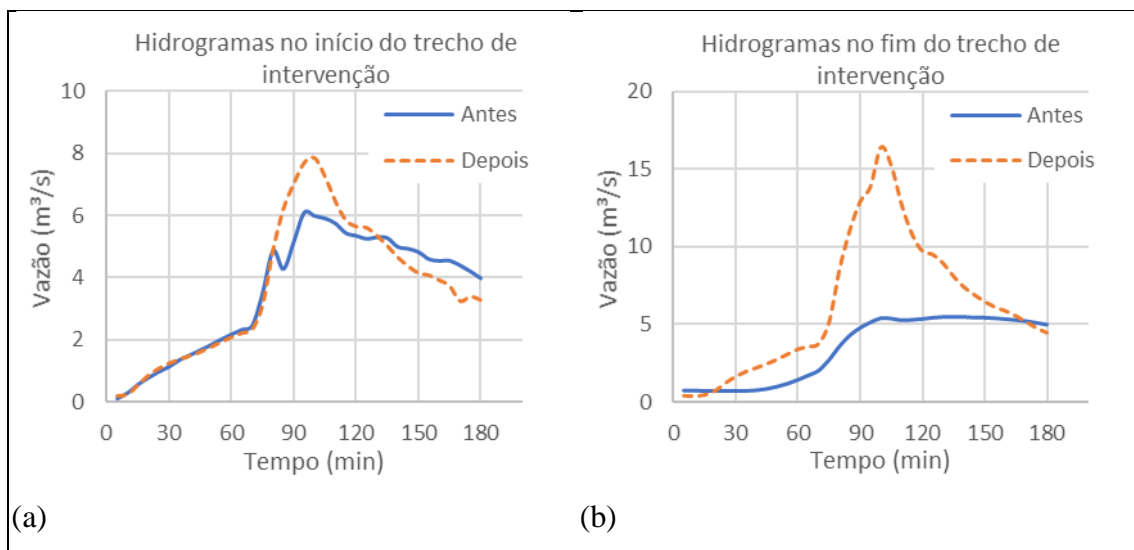 Hidrogramas no início do trecho de
intervenção
10
8
6
4
2
0
Vazão (m³/s)
Antes
Depois
0 30 60 90 120 150 180
Tempo (min)
(a)
Hidrogramas no fim do trecho de
intervenção
20
15
10
5
0
Vazão (m³/s)
Antes
Depois
0 30 60 90 120 150 180
Tempo (min)
(b)